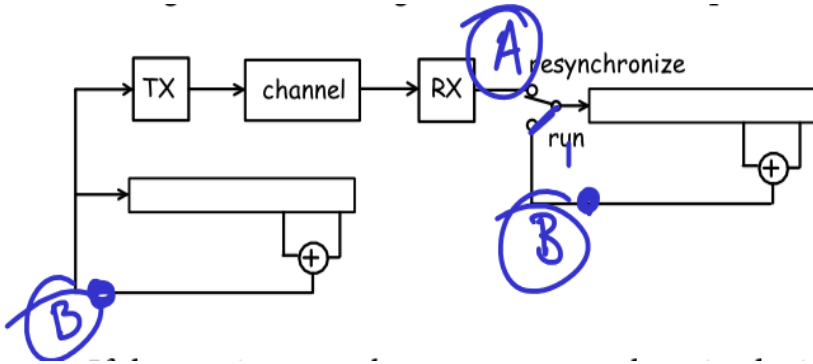 A
resynchronize
TX
channel
RX
run
+
+
B
B